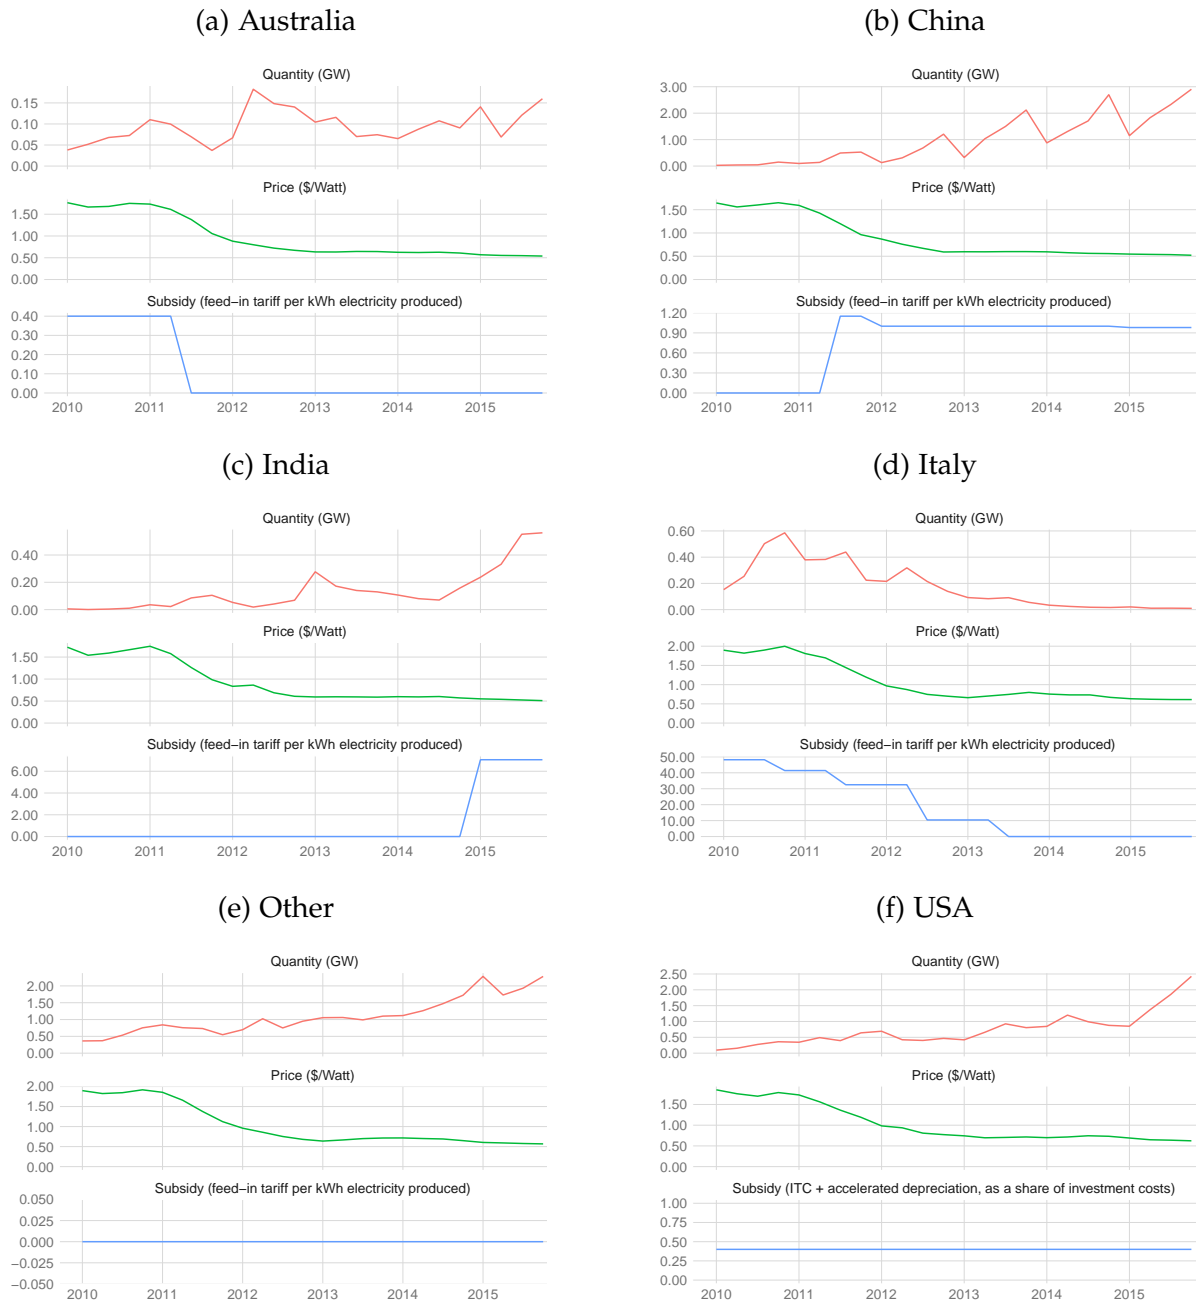 (a) Australia
Quantity (GW)
0.15
0.10
0.05
0.00
Price ($/Watt)
1.50
1.00
0.50
0.00
Subsidy (feed−in tariff per kWh electricity produced)
0.40
0.30
0.20
0.10
0.00
2010 2011 2012 2013 2014 2015
(b) China
Quantity (GW)
3.00
2.00
1.00
0.00
Price ($/Watt)
1.50
1.00
0.50
0.00
Subsidy (feed−in tariff per kWh electricity produced)
1.20
0.90
0.60
0.30
0.00
2010 2011 2012 2013 2014 2015
(c) India
Quantity (GW)
0.40
0.20
0.00
Price ($/Watt)
1.50
1.00
0.50
0.00
Subsidy (feed−in tariff per kWh electricity produced)
6.00
4.00
2.00
0.00
2010 2011 2012 2013 2014 2015
(d) Italy
Quantity (GW)
0.60
0.40
0.20
0.00
Price ($/Watt)
2.00
1.50
1.00
0.50
0.00
Subsidy (feed−in tariff per kWh electricity produced)
50.00
40.00
30.00
20.00
10.00
0.00
2010 2011 2012 2013 2014 2015
(e) Other
Quantity (GW)
2.00
1.50
1.00
0.50
0.00
Price ($/Watt)
2.00
1.50
1.00
0.50
0.00
Subsidy (feed−in tariff per kWh electricity produced)
0.050
0.025
0.000
−0.025
−0.050
2010 2011 2012 2013 2014 2015
(f) USA
Quantity (GW)
2.50
2.00
1.50
1.00
0.50
0.00
Price ($/Watt)
1.50
1.00
0.50
0.00
Subsidy (ITC + accelerated depreciation, as a share of investment costs)
1.00
0.75
0.50
0.25
0.00
2010 2011 2012 2013 2014 2015